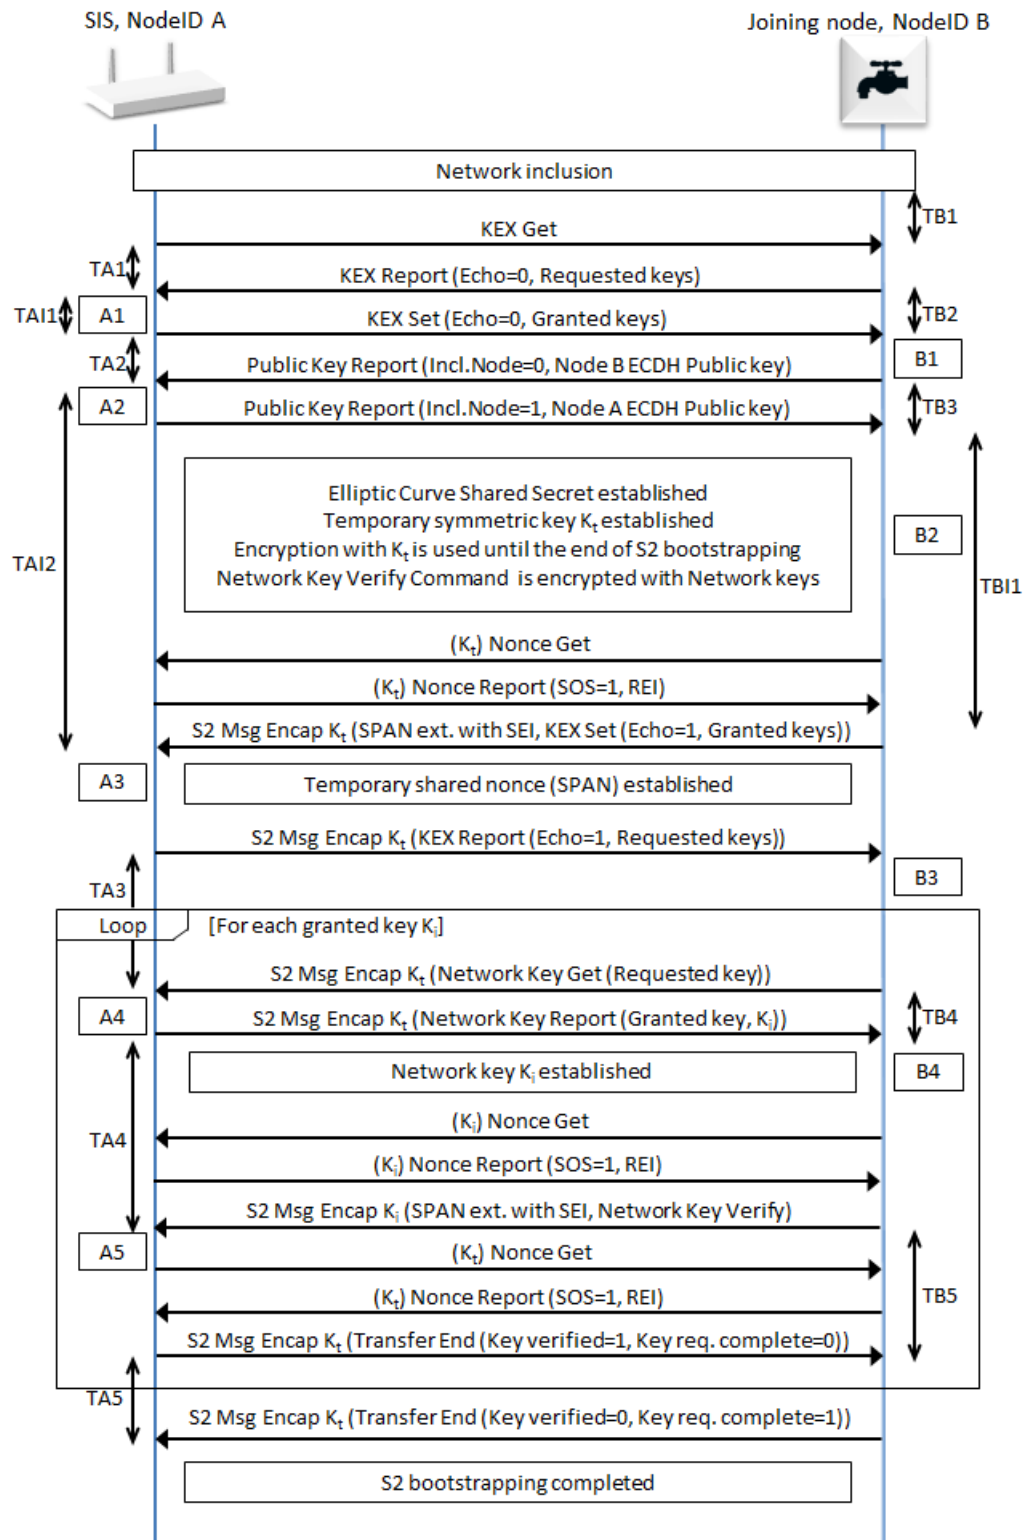 SIS, NodeID A
Joining node, NodeID B
Network inclusion
TB1
KEX Get
TA1
KEX Report (Echo=0, Requested keys)
TAI1
A1
TB2
KEX Set (Echo=0, Granted keys)
TA2
B1
Public Key Report (Incl.Node=0, Node B ECDH Public key)
A2
TB3
Public Key Report (Incl.Node=1, Node A ECDH Public key)
Elliptic Curve Shared Secret established
Temporary symmetric key Kt established
Encryption with Kt is used until the end of S2 bootstrapping
Network Key Verify Command is encrypted with Network keys
B2
TAI2
TBI1
(Kt) Nonce Get
(Kt) Nonce Report (SOS=1, REI)
S2 Msg Encap Kt (SPAN ext. with SEI, KEX Set (Echo=1, Granted keys))
A3
Temporary shared nonce (SPAN) established
S2 Msg Encap Kt (KEX Report (Echo=1, Requested keys))
B3
TA3
Loop
[For each granted key Ki]
S2 Msg Encap Kt (Network Key Get (Requested key))
A4
TB4
S2 Msg Encap Kt (Network Key Report (Granted key, Ki))
Network key Ki established
B4
(Ki) Nonce Get
TA4
(Ki) Nonce Report (SOS=1, REI)
S2 Msg Encap Ki (SPAN ext. with SEI, Network Key Verify)
A5
(Kt) Nonce Get
(Kt) Nonce Report (SOS=1, REI)
TB5
S2 Msg Encap Kt (Transfer End (Key verified=1, Key req. complete=0))
TA5
S2 Msg Encap Kt (Transfer End (Key verified=0, Key req. complete=1))
S2 bootstrapping completed